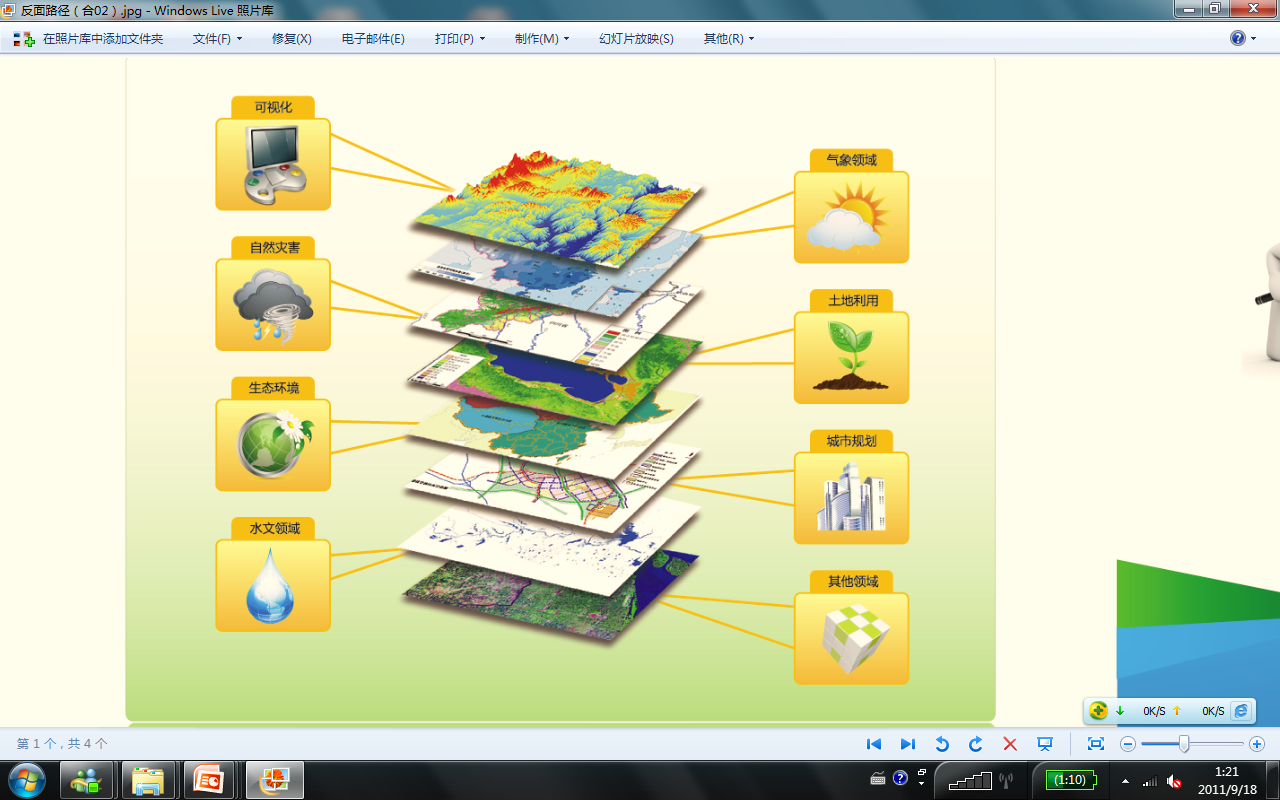 反面路径（合02）.jpg - Windows Live 照片库
在照片库中添加文件夹 文件(F) 修复(X) 电子邮件(E) 打印(P) 制作(M) 幻灯片放映(S) 其他(R)
可视化
气象领域
自然灾害
土地利用
生态环境
城市规划
水文领域
其他领域
0K/S 0K/S
第 1 个，共 4 个
(1:10)
1:21
2011/9/18